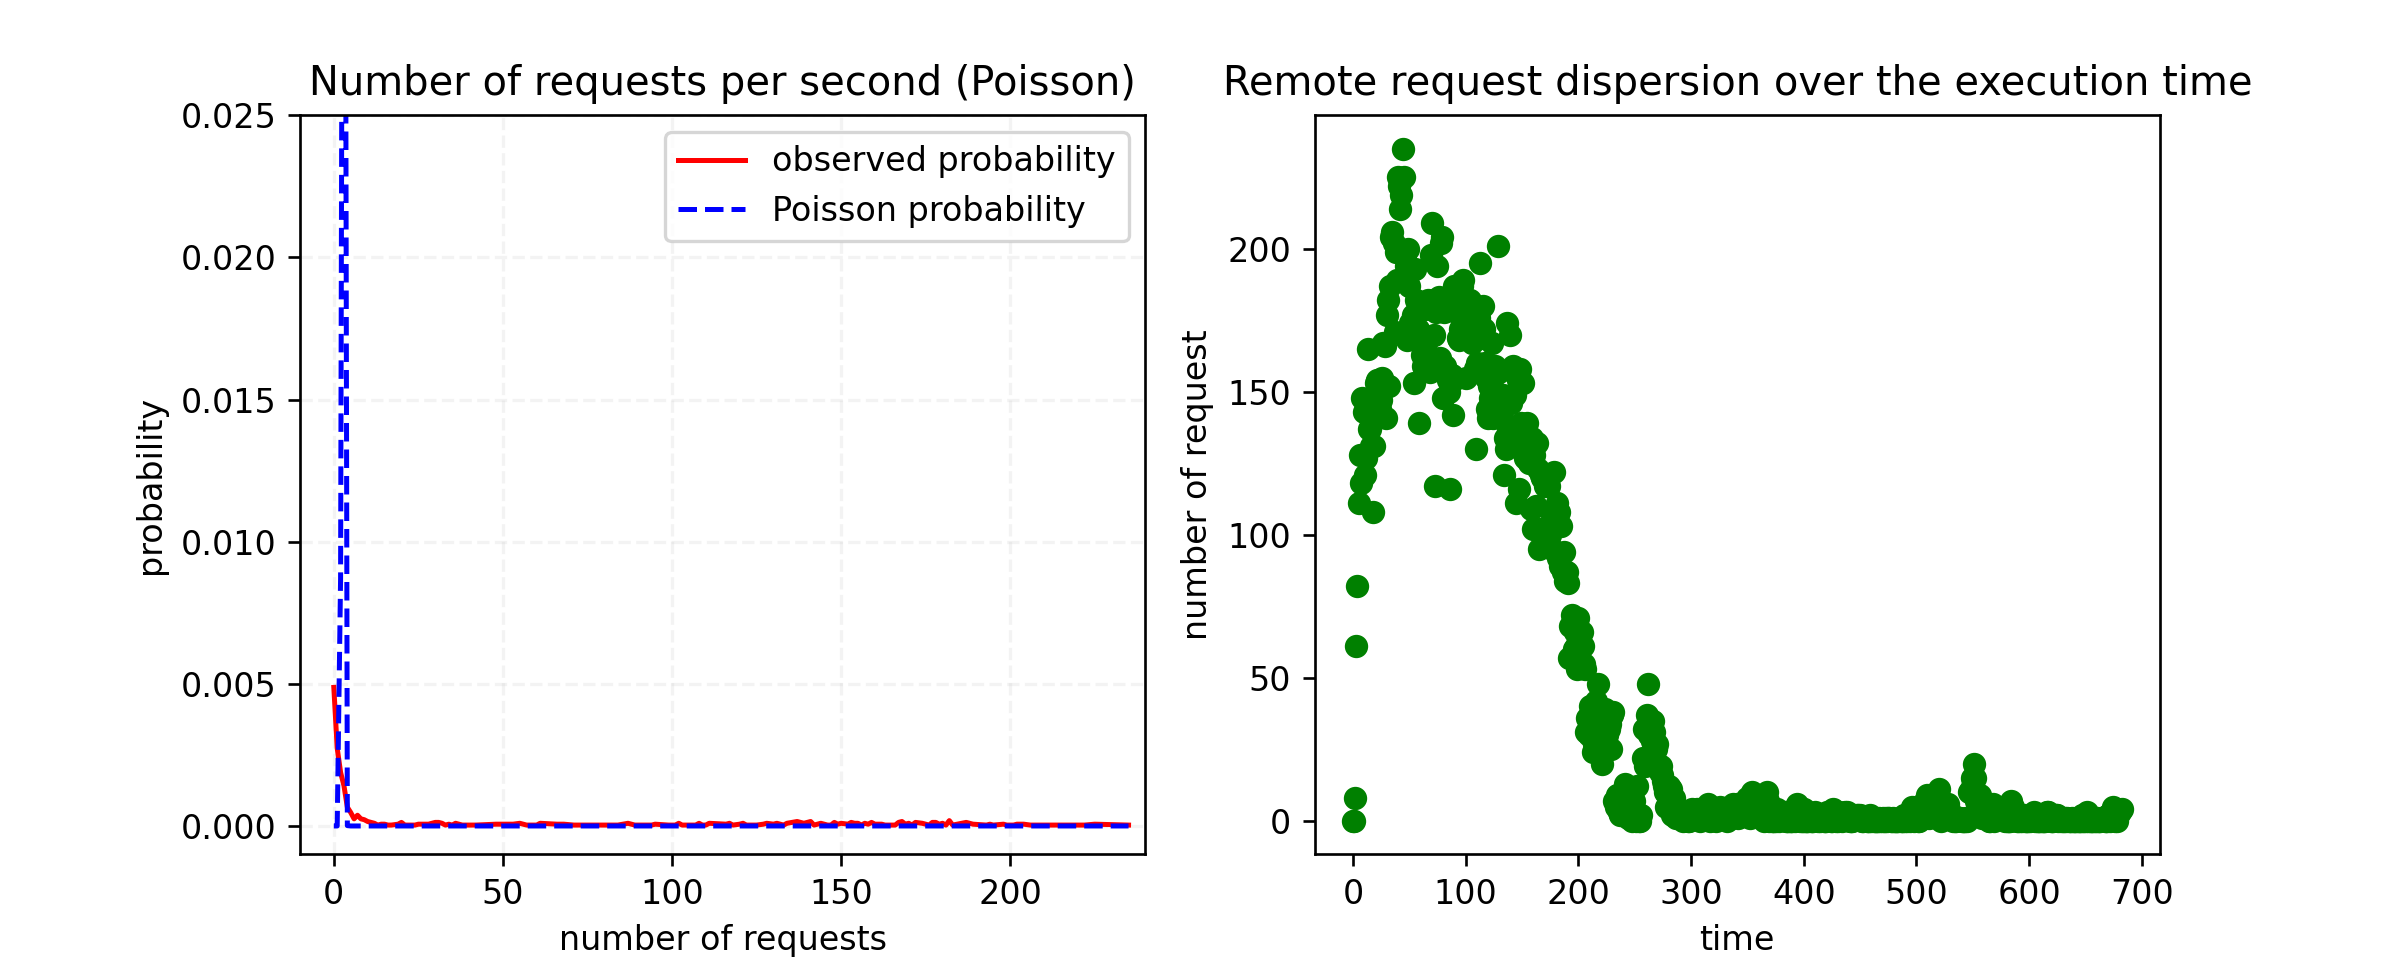 Number of requests per second (Poisson)
0.025
0.020
0.015
0.010
0.005
0.000
probability
observed probability
Poisson probability
0 50 100 150 200
number of requests
Remote request dispersion over the execution time
200
150
100
50
0
number of request
0 100 200 300 400 500 600 700
time